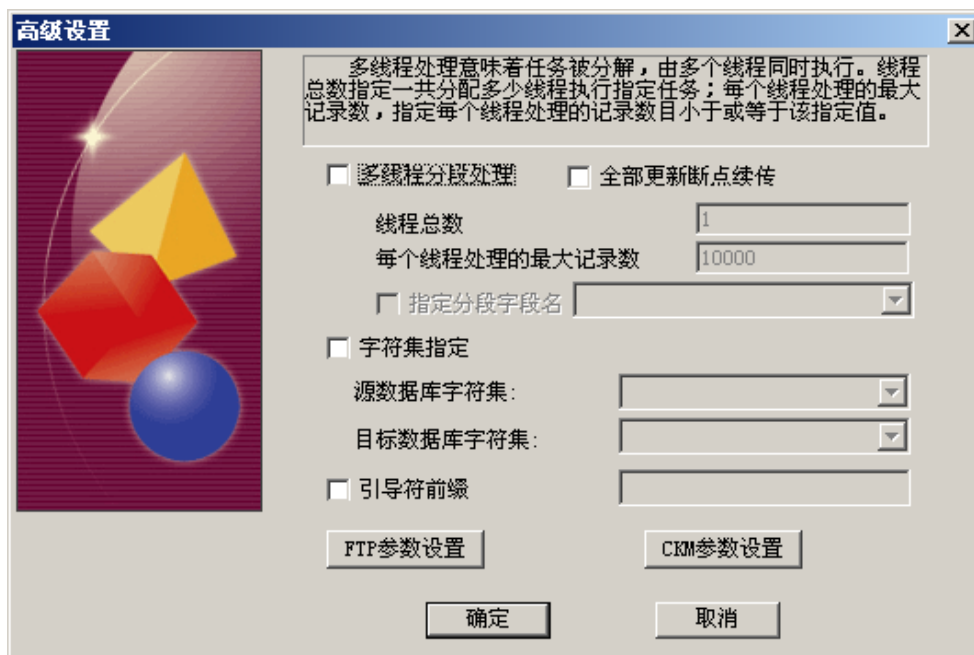 高级设置
多线程处理意味着任务被分解，由多个线程同时执行。线程
总数指定一共分配多少线程执行指定任务；每个线程处理的最大
记录数，指定每个线程处理的记录数目小于或等于该指定值。
多线程分段处理 全部更新断点续传
线程总数 1
每个线程处理的最大记录数 10000
指定分段字段名
字符集指定
源数据库字符集:
目标数据库字符集:
引导符前缀
FTP参数设置 CKM参数设置
确定 取消